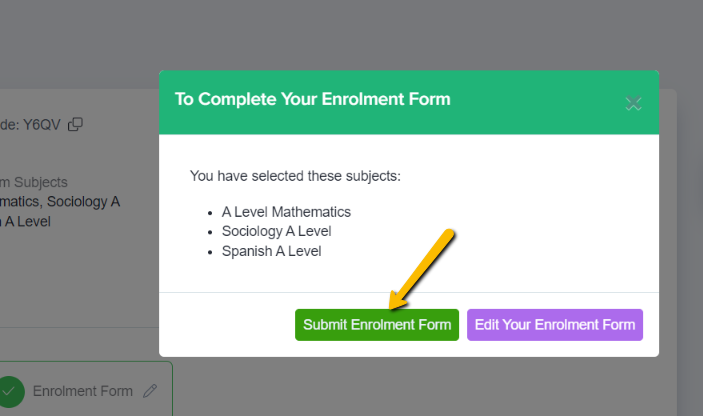 To Complete Your Enrolment Form
de: Y6QV
You have selected these subjects:
m Subjects
matics, Sociology A
A Level
A Level Mathematics
Sociology A Level
Spanish A Level
Submit Enrolment Form
Edit Your Enrolment Form
Enrolment Form